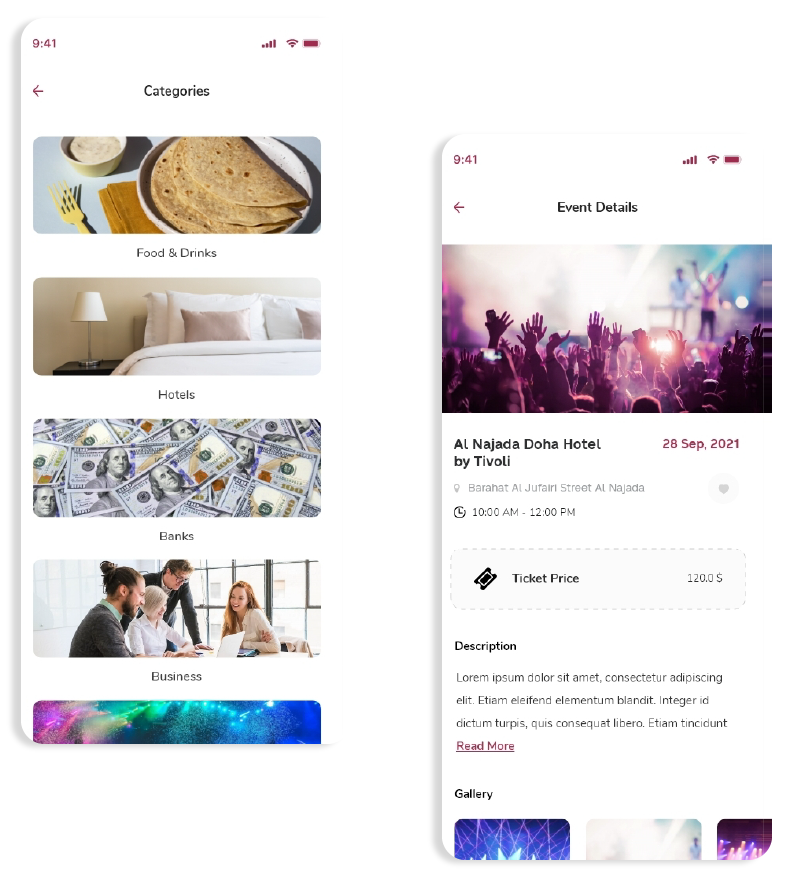 9:41
Categories
Food & Drinks
Hotels
Banks
Business
9:41
Event Details
Al Najada Doha Hotel
by Tivoli
28 Sep, 2021
Barahat Al Jufairi Street Al Najada
10:00 AM - 12:00 PM
Ticket Price
120.0 $
Description
Lorem ipsum dolor sit amet, consectetur adipiscing
elit. Etiam eleifend elementum blandit. Integer id
dictum turpis, quis consequat libero. Etiam tincidunt
Read More
Gallery